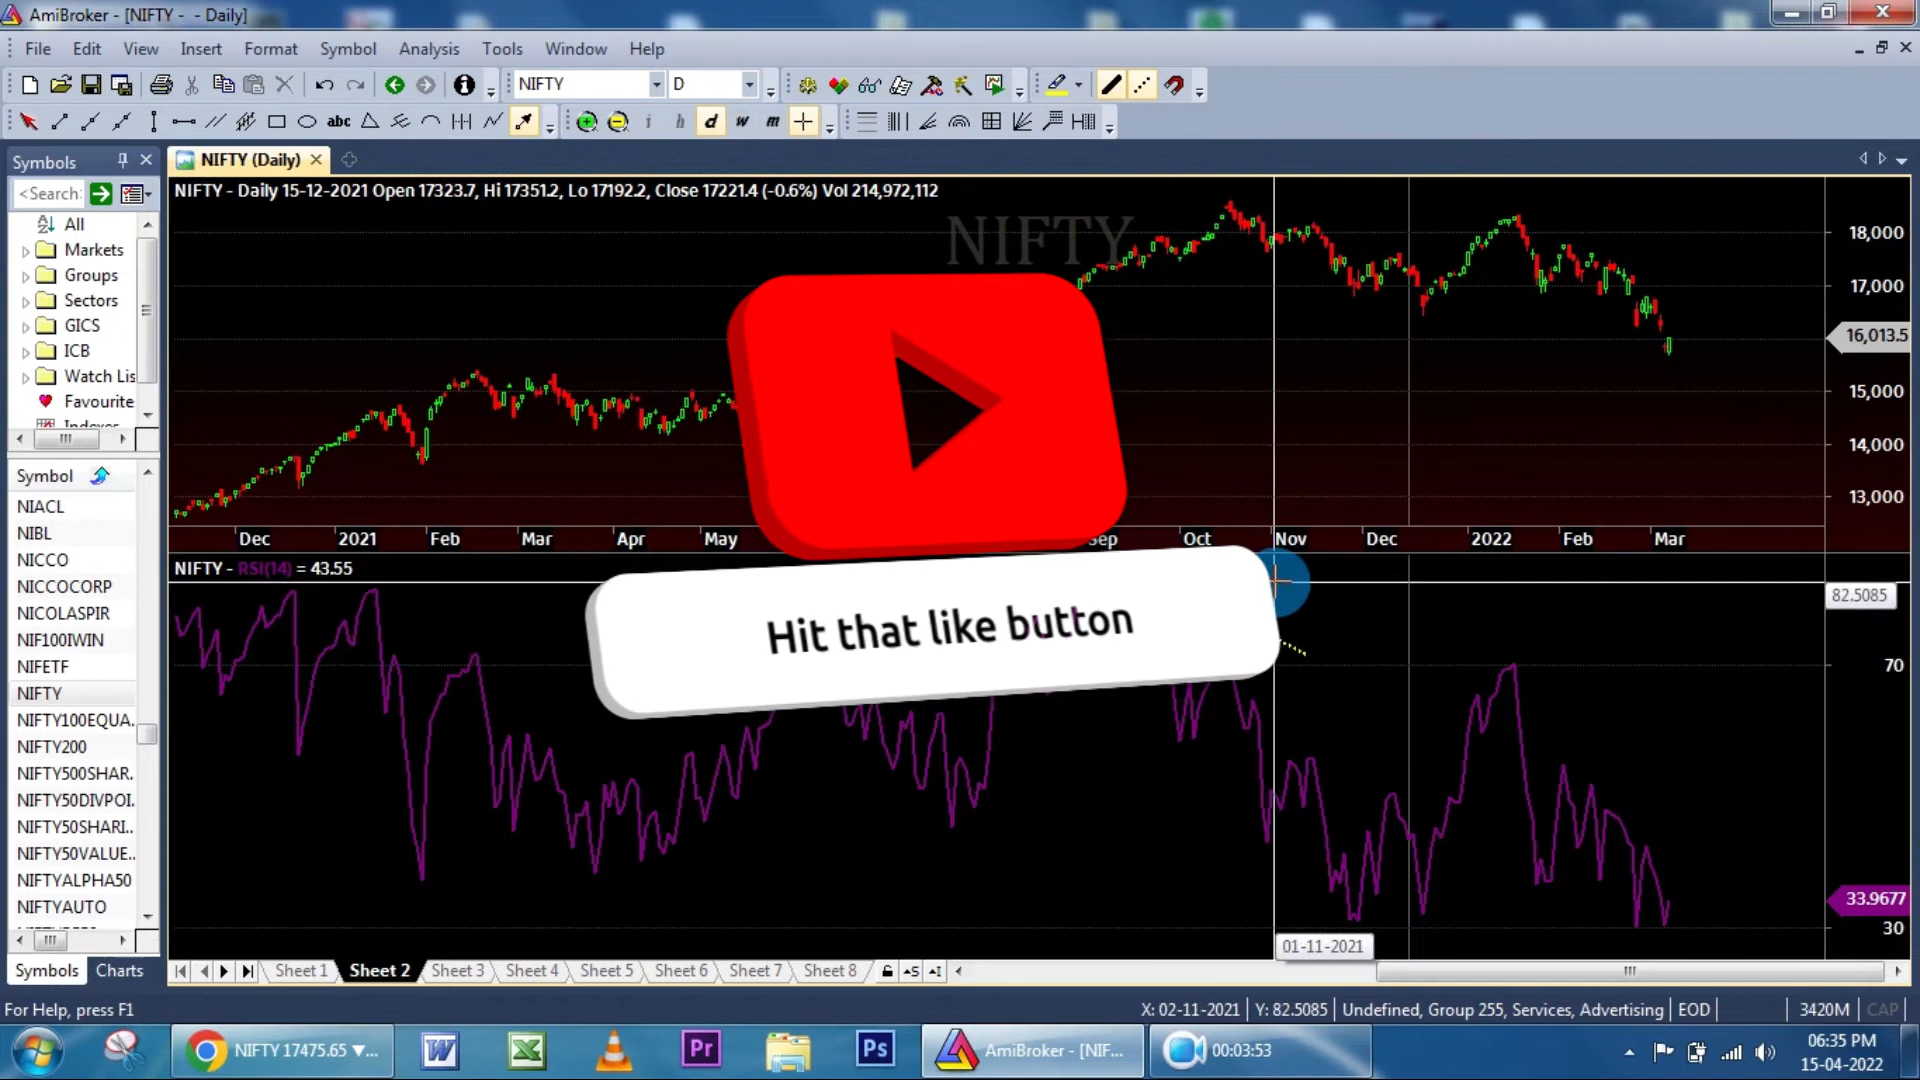 AmiBroker - [NIFTY - - Daily]
File Edit View Insert Format Symbol Analysis Tools Window Help
NIFTY D
abc i h d w m
Symbols NIFTY (Daily)
<Search:
NIFTY - Daily 15-12-2021 Open 17323.7, Hi 17351.2, Lo 17192.2, Close 17221.4 (-0.6%) Vol 214,972,112
NIFTY
All
Markets
Groups
Sectors
GICS
ICB
Watch Lis
Favourite
18,000
17,000
16,013.5
15,000
14,000
13,000
Dec 2021 Feb Mar Apr May Sep Oct Nov Dec 2022 Feb Mar
Symbol
NIACL
NIBL
NICCO
NICCOCORP
NICOLASPIR
NIF100IWIN
NIFETF
NIFTY
NIFTY100EQUA.
NIFTY200
NIFTY500SHAR.
NIFTY50DIVPOI.
NIFTY50SHARI..
NIFTY50VALUE..
NIFTYALPHA50
NIFTYAUTO
NIFTY - RSI(14) = 43.55
Hit that like button
82.5085
70
33.9677
30
01-11-2021
Symbols Charts
Sheet 1 Sheet 2 Sheet 3 Sheet 4 Sheet 5 Sheet 6 Sheet 7 Sheet 8
For Help, press F1
X: 02-11-2021 Y: 82.5085 Undefined, Group 255, Services, Advertising EOD 3420M CAP
NIFTY 17475.65 ▼... W X Pr Ps AmiBroker - [NIF... 00:03:53
06:35 PM
15-04-2022